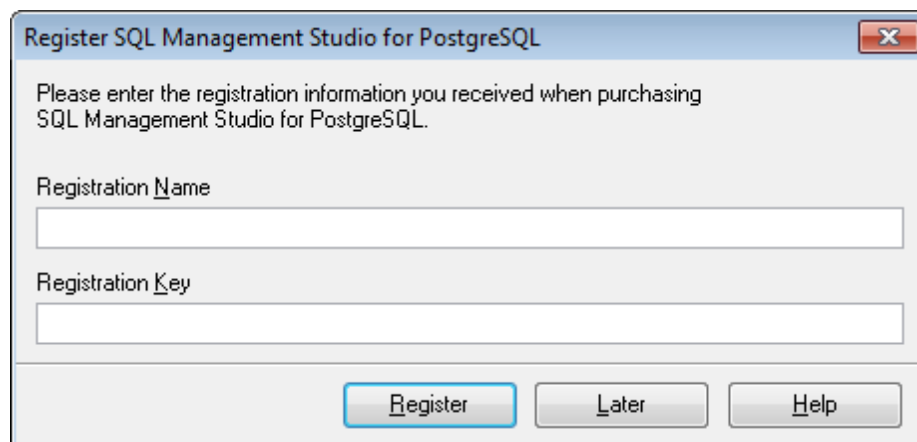 Register SQL Management Studio for PostgreSQL
Please enter the registration information you received when purchasing
SQL Management Studio for PostgreSQL.
Registration Name
Registration Key
Register Later Help